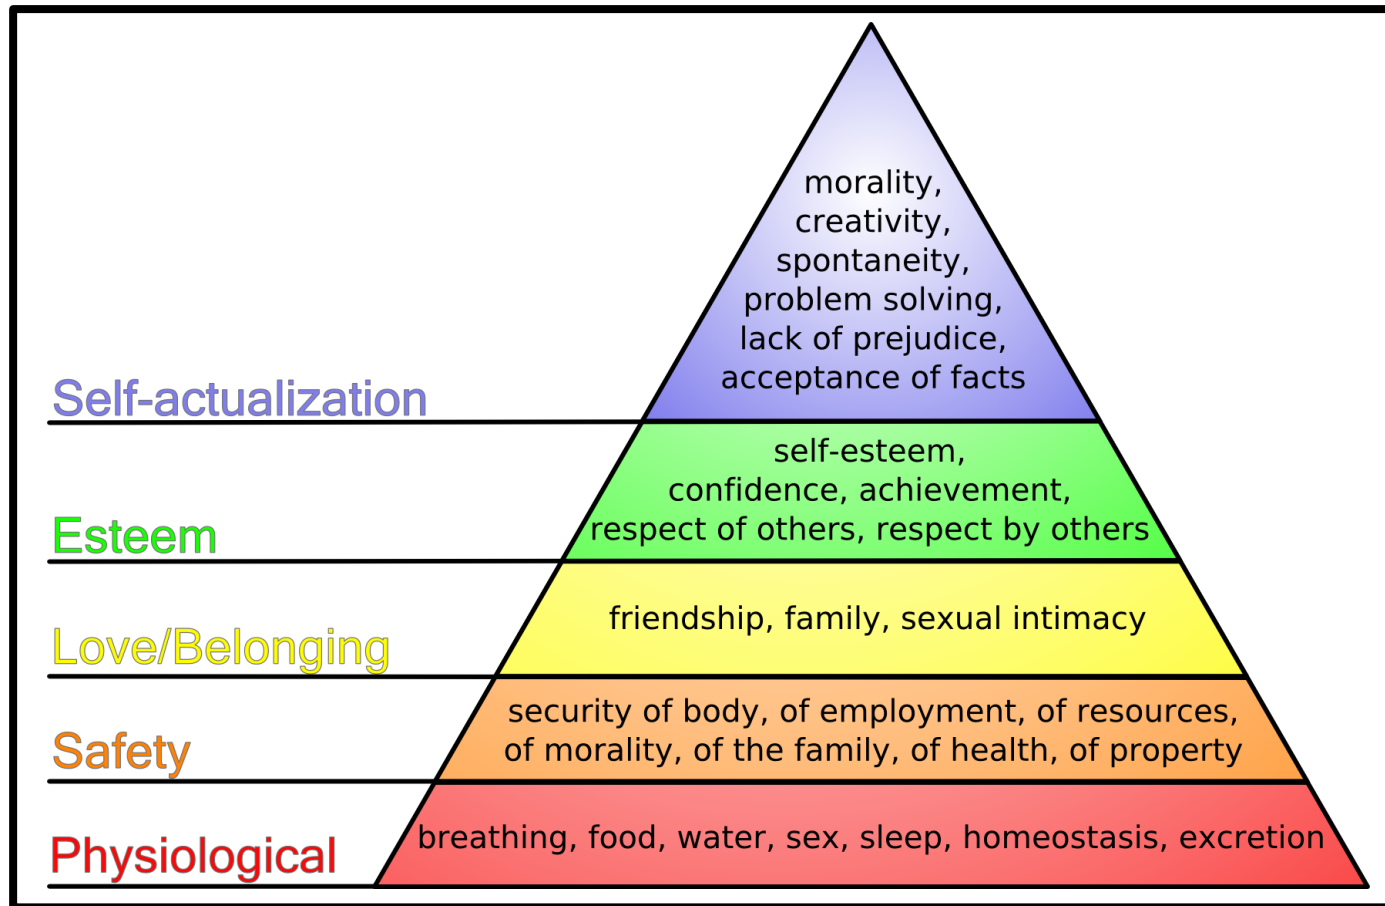 morality,
creativity,
spontaneity,
problem solving,
lack of prejudice,
acceptance of facts
Self-actualization
self-esteem,
confidence, achievement,
respect of others, respect by others
Esteem
friendship, family, sexual intimacy
Love/Belonging
security of body, of employment, of resources,
of morality, of the family, of health, of property
Safety
breathing, food, water, sex, sleep, homeostasis, excretion
Physiological